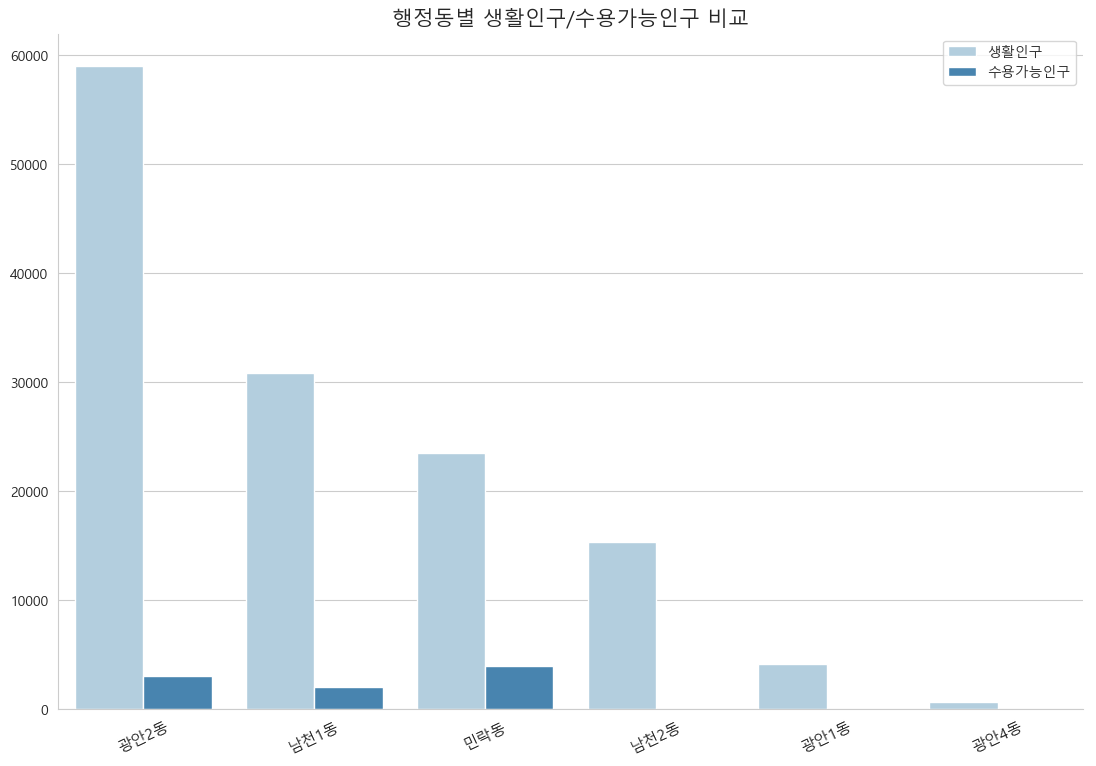 행정동별 생활인구/수용가능인구 비교
생활인구
수용가능인구
60000
50000
40000
30000
20000
10000
0
광안2동
남천1동
민락동
남천2동
광안1동
광안4동